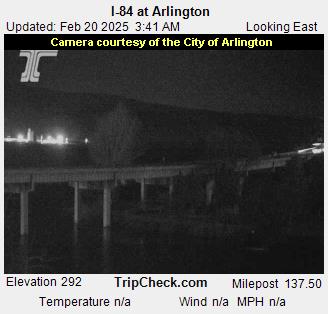 I-84 at Arlington
Updated: Feb 20 2025 3:41 AM Looking East
Camera courtesy of the City of Arlington
Elevation 292 TripCheck.com Milepost 137.50
Temperature n/a Wind n/a MPH n/a